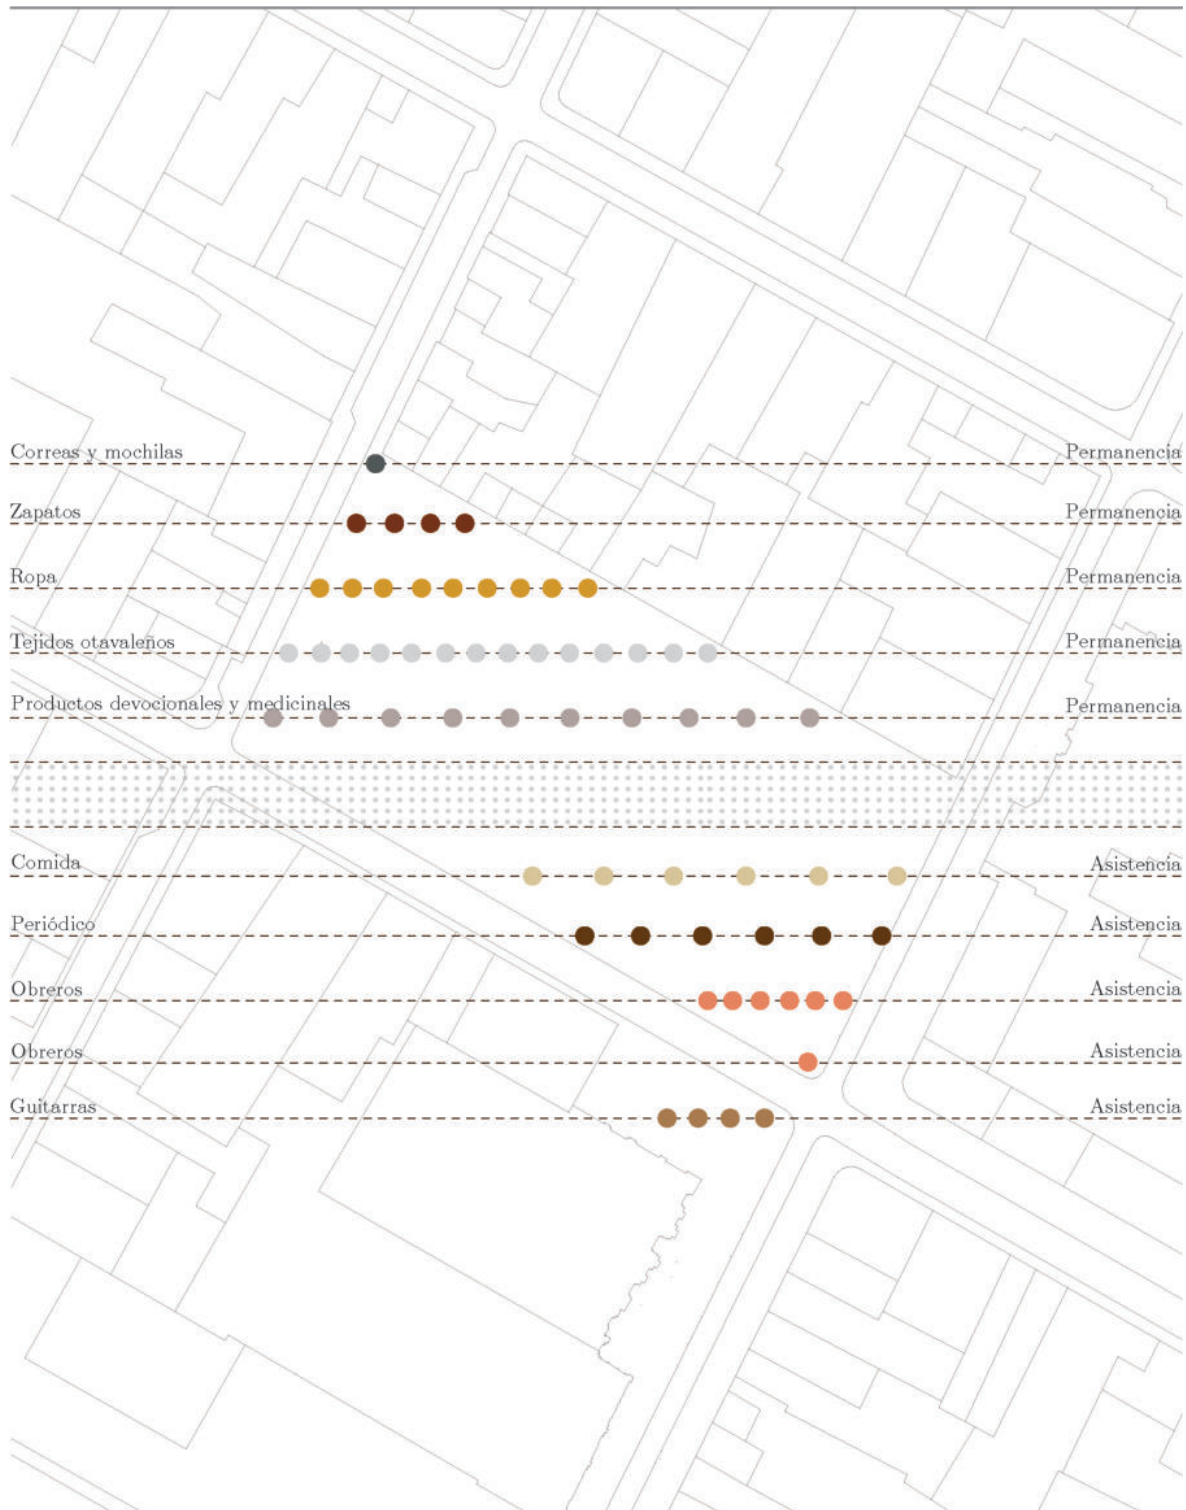 Correas y mochilas Permanencia
Zapatos Permanencia
Ropa Permanencia
Tejidos otavaleños Permanencia
Productos devocionales y medicinales Permanencia
Comida Asistencia
Periódico Asistencia
Obreros Asistencia
Obreros Asistencia
Guitarras Asistencia